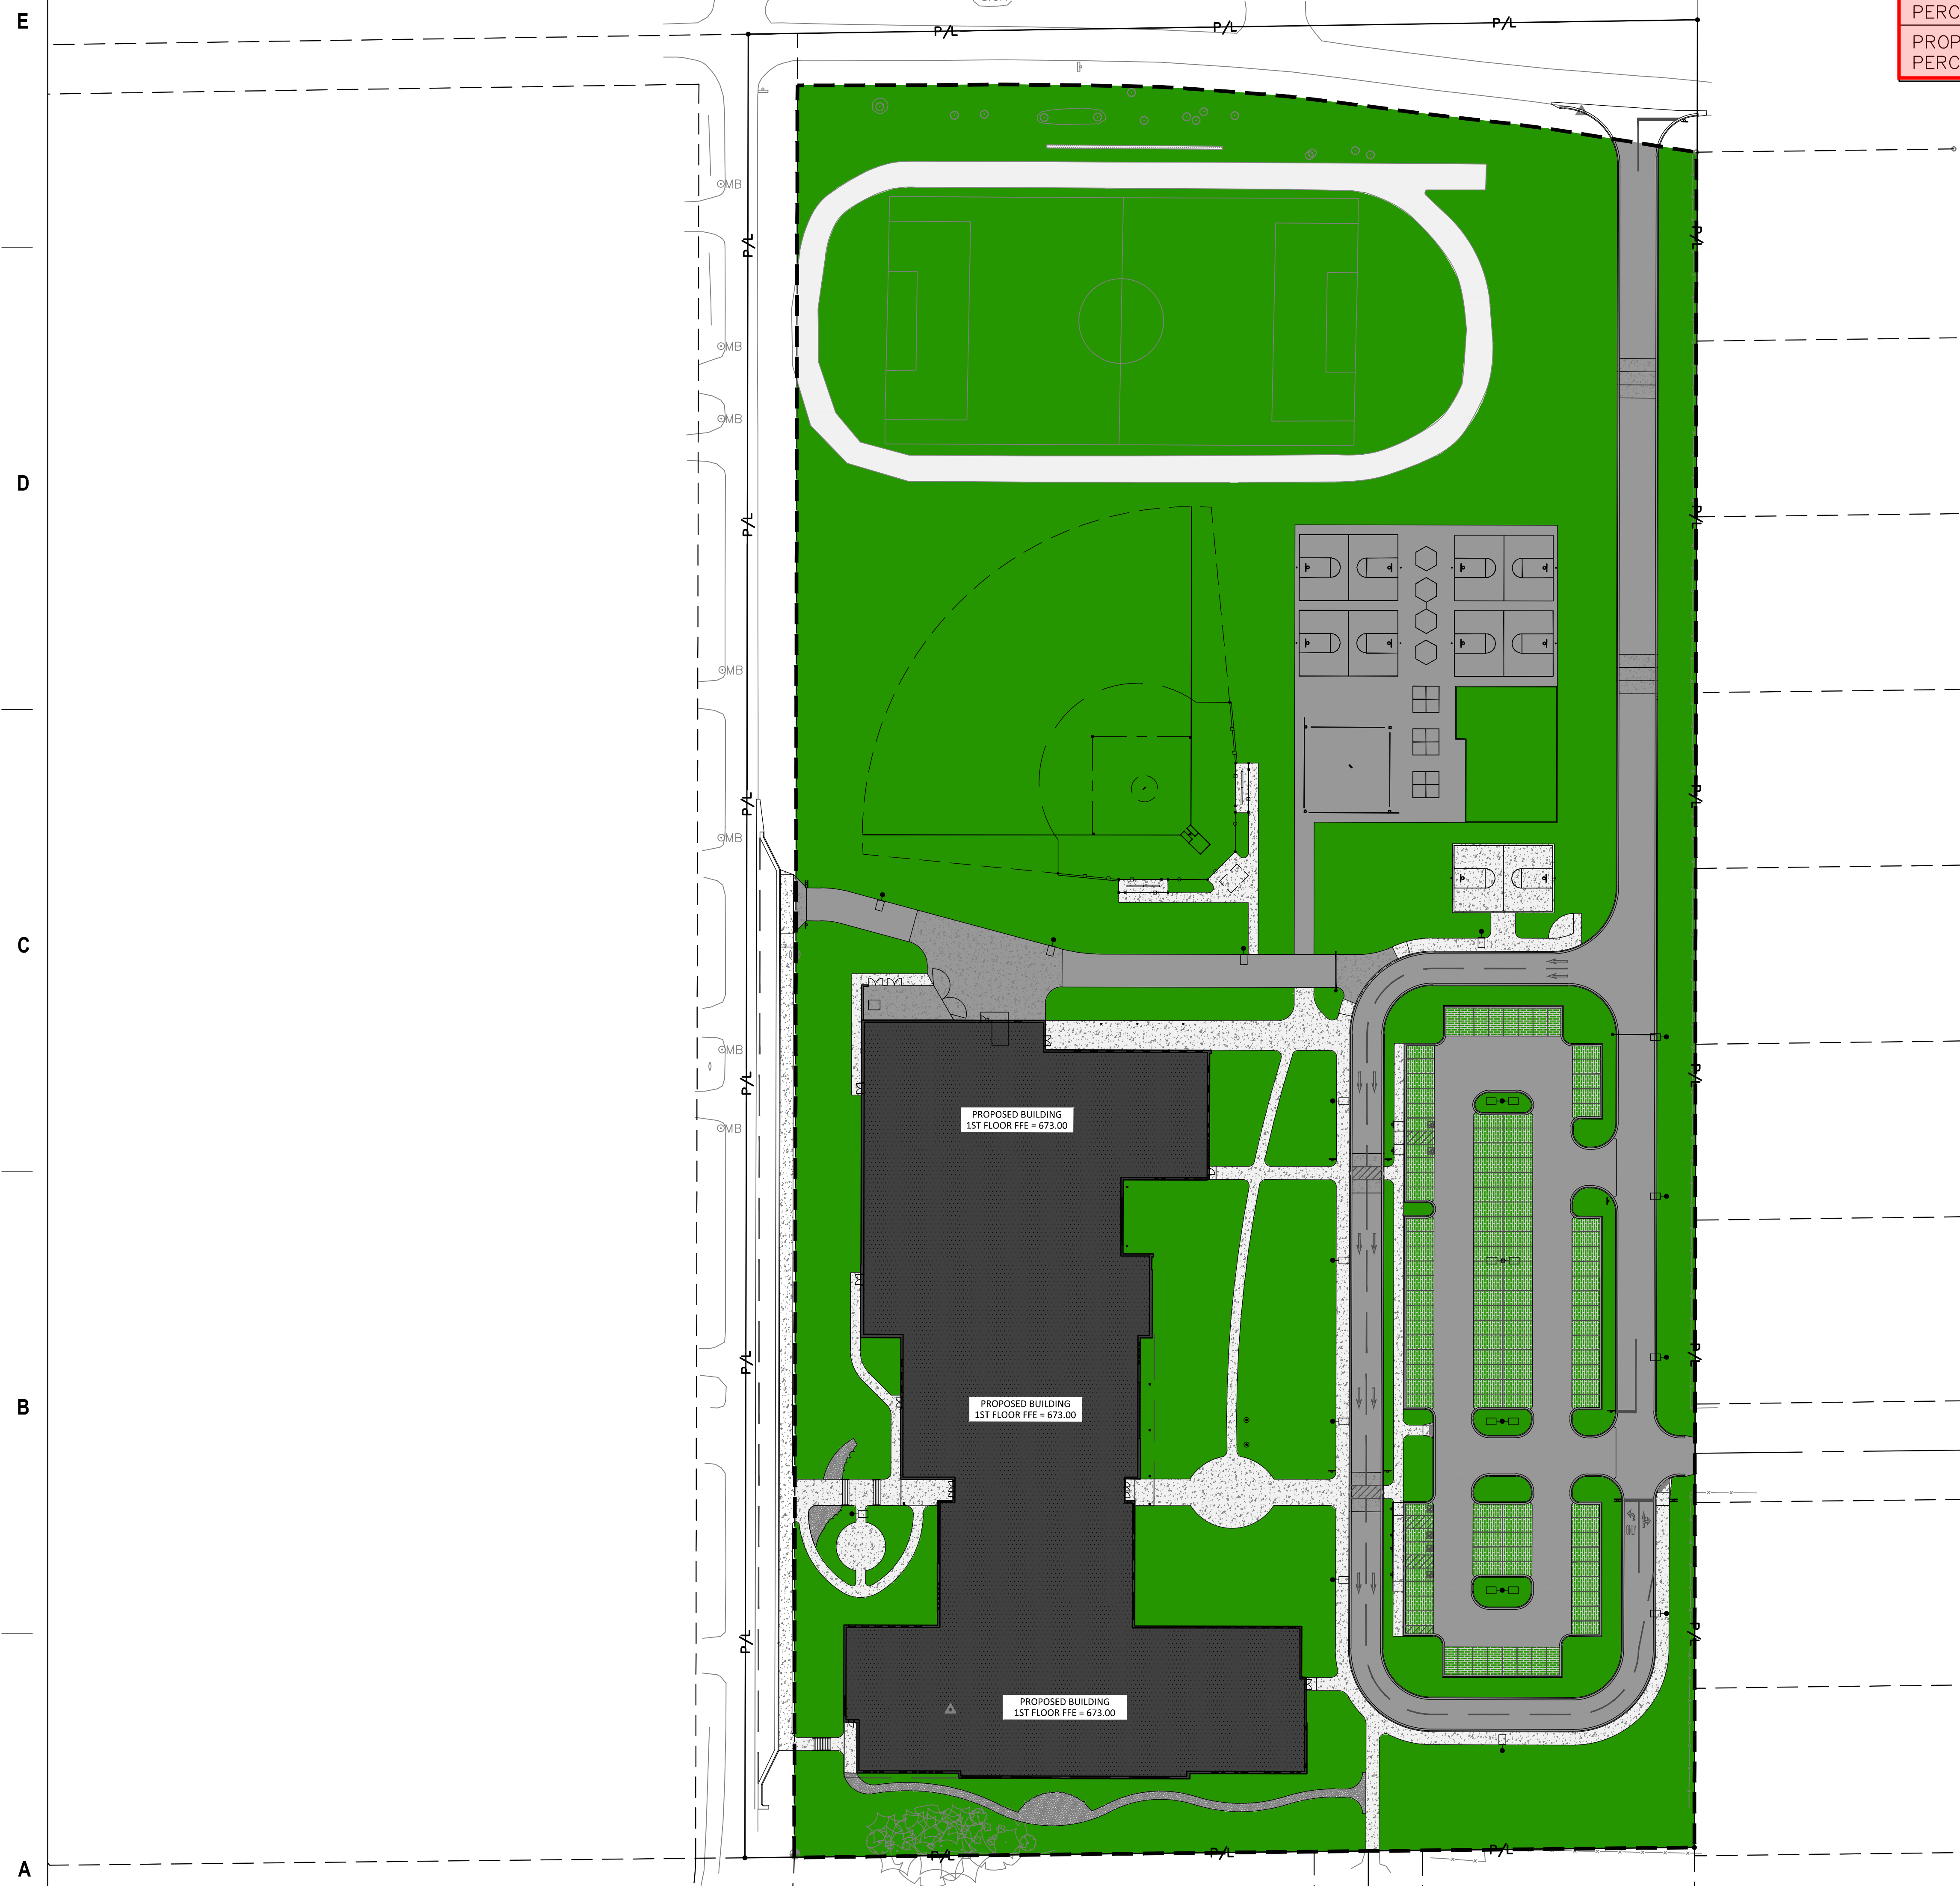 E
PERC
PROP
PERC
P/L
P/L
P/L
MB
P/L
P/L
MB
MB
D
P/L
P/L
MB
P/L
P/L
MB
C
MB
P/L
P/L
PROPOSED BUILDING
1ST FLOOR FFE = 673.00
MB
P/L
P/L
B
PROPOSED BUILDING
1ST FLOOR FFE = 673.00
ONLY
P/L
P/L
PROPOSED BUILDING
1ST FLOOR FFE = 673.00
P/L
P/L
P/L
A